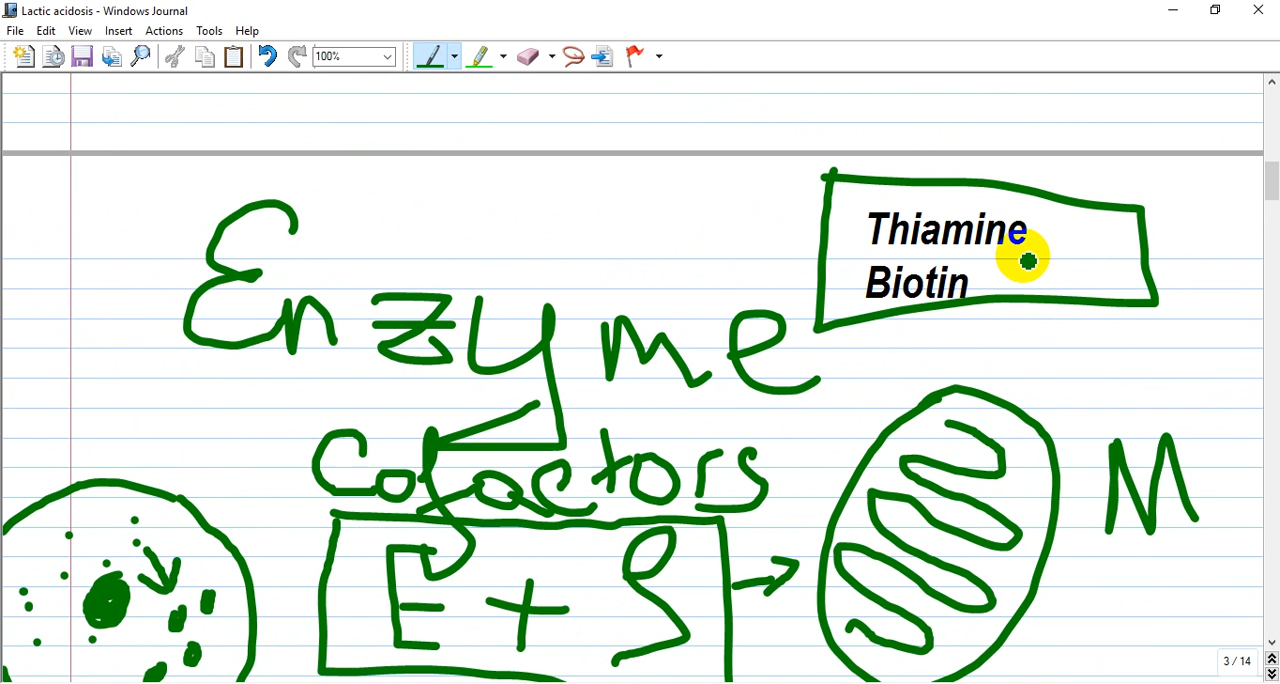 Lactic acidosis - Windows Journal
File Edit View Insert Actions Tools Help
100%
Thiamine
Biotin
Enzyme
Cofactors
E + S
M
3 / 14